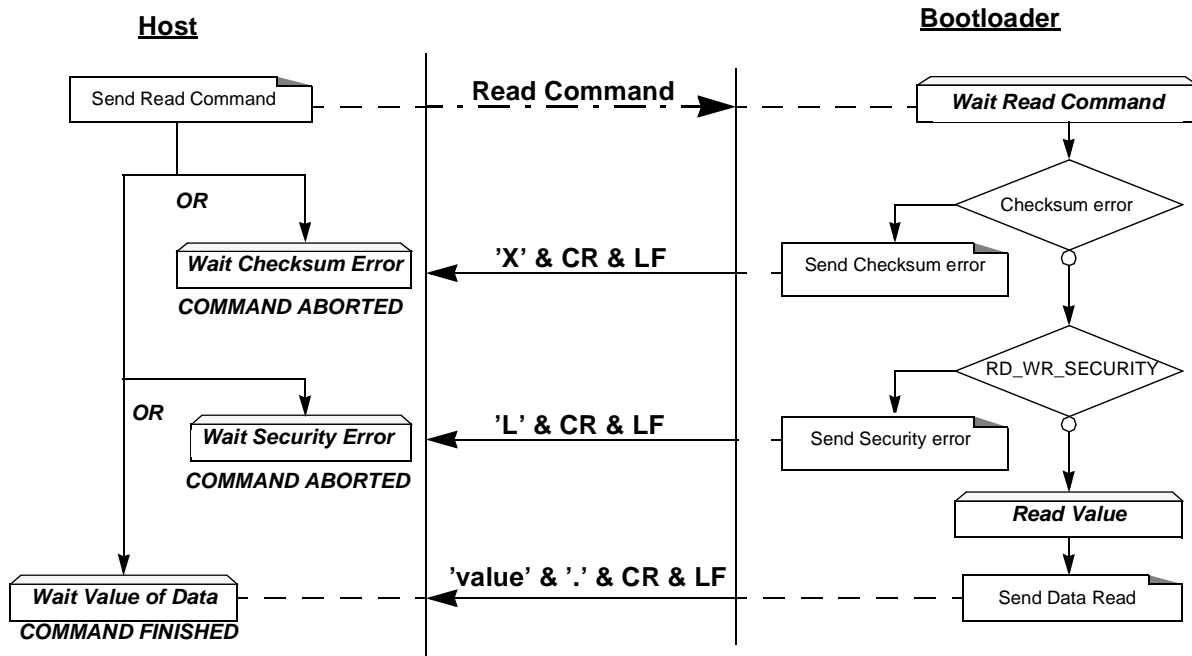 Host
Bootloader
Send Read Command
Read Command
Wait Read Command
OR
Checksum error
Wait Checksum Error
’X’ & CR & LF
Send Checksum error
COMMAND ABORTED
RD_WR_SECURITY
OR
Wait Security Error
’L’ & CR & LF
Send Security error
COMMAND ABORTED
Read Value
’value’ & '.' & CR & LF
Wait Value of Data
Send Data Read
COMMAND FINISHED